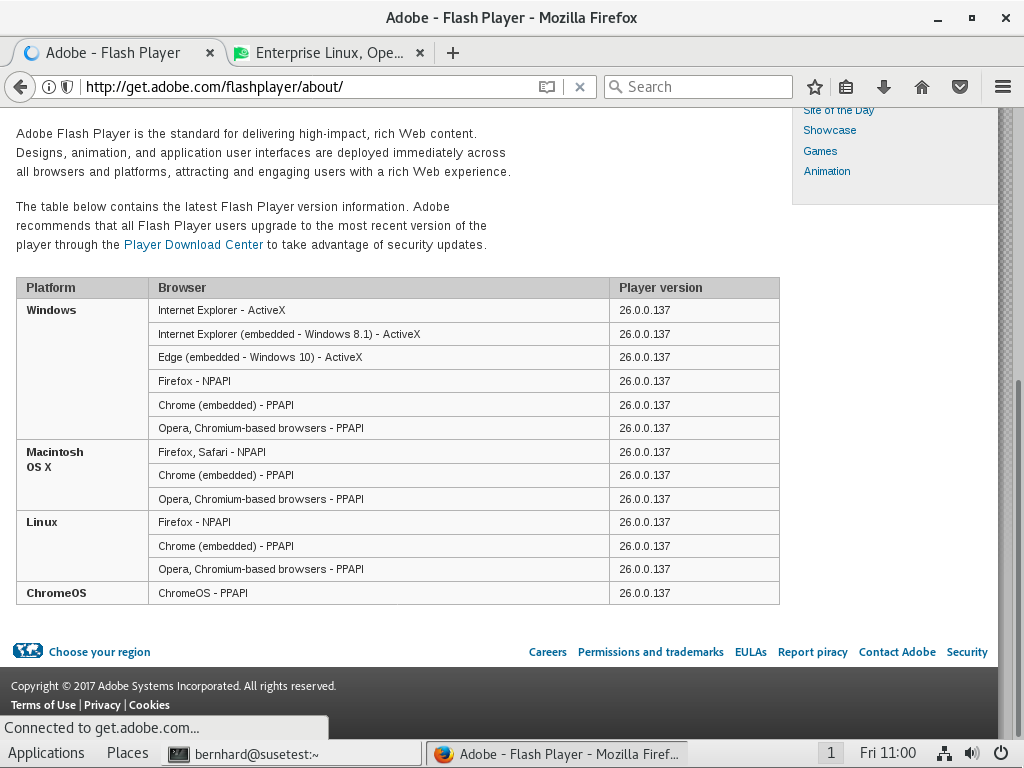 Adobe - Flash Player - Mozilla Firefox
Adobe - Flash Player
Enterprise Linux, Ope...
http://get.adobe.com/flashplayer/about/
Search
Site of the Day
Showcase
Games
Animation
Adobe Flash Player is the standard for delivering high-impact, rich Web content.
Designs, animation, and application user interfaces are deployed immediately across
all browsers and platforms, attracting and engaging users with a rich Web experience.
The table below contains the latest Flash Player version information. Adobe
recommends that all Flash Player users upgrade to the most recent version of the
player through the Player Download Center to take advantage of security updates.
Platform Browser Player version
Windows Internet Explorer - ActiveX 26.0.0.137
Internet Explorer (embedded - Windows 8.1) - ActiveX 26.0.0.137
Edge (embedded - Windows 10) - ActiveX 26.0.0.137
Firefox - NPAPI 26.0.0.137
Chrome (embedded) - PPAPI 26.0.0.137
Opera, Chromium-based browsers - PPAPI 26.0.0.137
Macintosh Firefox, Safari - NPAPI 26.0.0.137
OS X
Chrome (embedded) - PPAPI 26.0.0.137
Opera, Chromium-based browsers - PPAPI 26.0.0.137
Linux Firefox - NPAPI 26.0.0.137
Chrome (embedded) - PPAPI 26.0.0.137
Opera, Chromium-based browsers - PPAPI 26.0.0.137
ChromeOS ChromeOS - PPAPI 26.0.0.137
Choose your region Careers Permissions and trademarks EULAs Report piracy Contact Adobe Security
Copyright © 2017 Adobe Systems Incorporated. All rights reserved.
Terms of Use | Privacy | Cookies
Connected to get.adobe.com...
Applications Places bernhard@susetest:~ Adobe - Flash Player - Mozilla Firef... 1 Fri 11:00